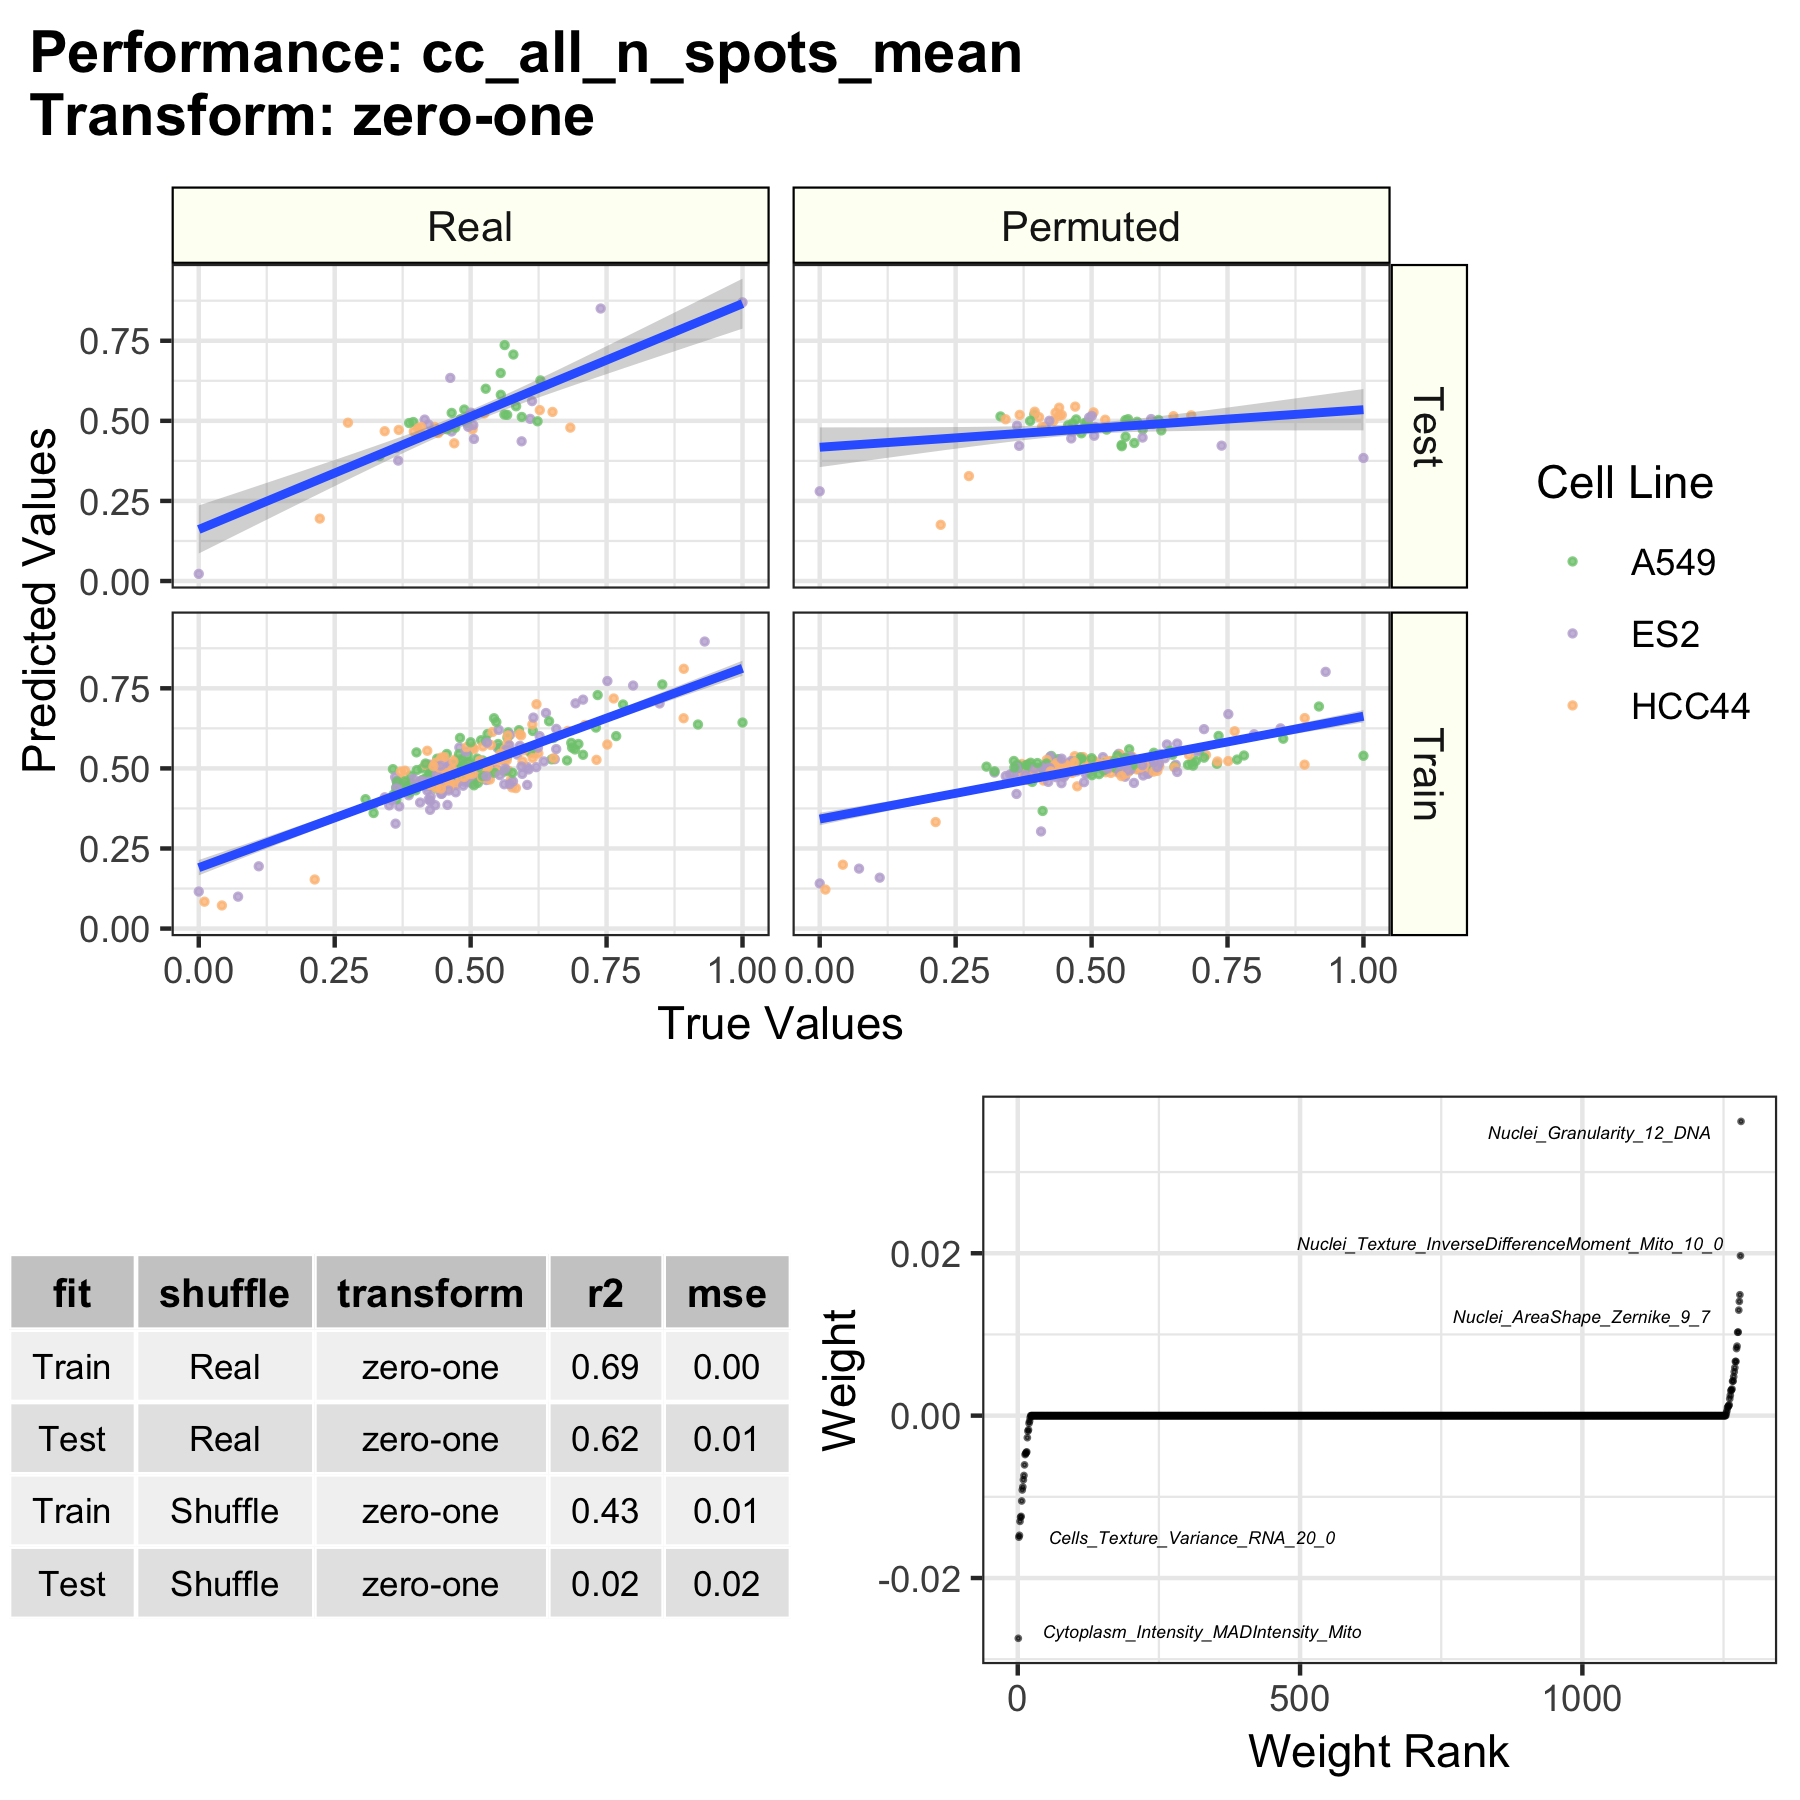 Performance: cc_all_n_spots_mean
Transform: zero-one
Real
Permuted
Predicted Values
0.75
0.50
0.25
0.00
Test
0.75
0.50
0.25
0.00
Train
0.00 0.25 0.50 0.75 1.00
0.00 0.25 0.50 0.75 1.00
True Values
Cell Line
A549
ES2
HCC44
fit shuffle transform r2 mse
Train Real zero-one 0.69 0.00
Test Real zero-one 0.62 0.01
Train Shuffle zero-one 0.43 0.01
Test Shuffle zero-one 0.02 0.02
Weight
0.02
0.00
-0.02
Nuclei_Granularity_12_DNA
Nuclei_Texture_InverseDifferenceMoment_Mito_10_0
Nuclei_AreaShape_Zernike_9_7
Cells_Texture_Variance_RNA_20_0
Cytoplasm_Intensity_MADIntensity_Mito
0 500 1000
Weight Rank